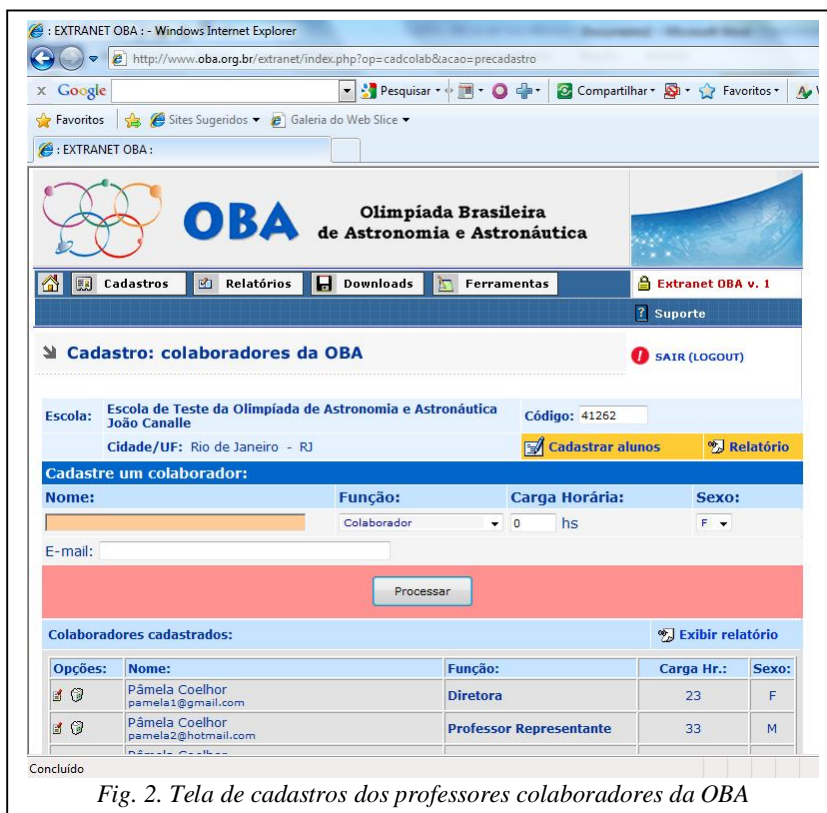 : EXTRANET OBA : - Windows Internet Explorer
http://www.oba.org.br/extranet/index.php?op=cadcolab&acao=precadastro
x Google Pesquisar Compartilhar Favoritos
Favoritos Sites Sugeridos Galeria do Web Slice
: EXTRANET OBA :
OBA Olimpíada Brasileira
de Astronomia e Astronáutica
Cadastros Relatórios Downloads Ferramentas Extranet OBA v. 1
? Suporte
Cadastro: colaboradores da OBA ! SAIR (LOGOUT)
Escola: Escola de Teste da Olimpíada de Astronomia e Astronáutica Código: 41262
João Canalle
Cidade/UF: Rio de Janeiro - RJ Cadastrar alunos Relatório
Cadastre um colaborador:
Nome: Função: Carga Horária: Sexo:
Colaborador 0 hs F
E-mail:
Processar
Colaboradores cadastrados: Exibir relatório
Opções: Nome: Função: Carga Hr.: Sexo:
Pâmela Coelhor Diretora 23 F
pamela1@gmail.com
Pâmela Coelhor Professor Representante 33 M
pamela2@hotmail.com
Concluído
Fig. 2. Tela de cadastros dos professores colaboradores da OBA